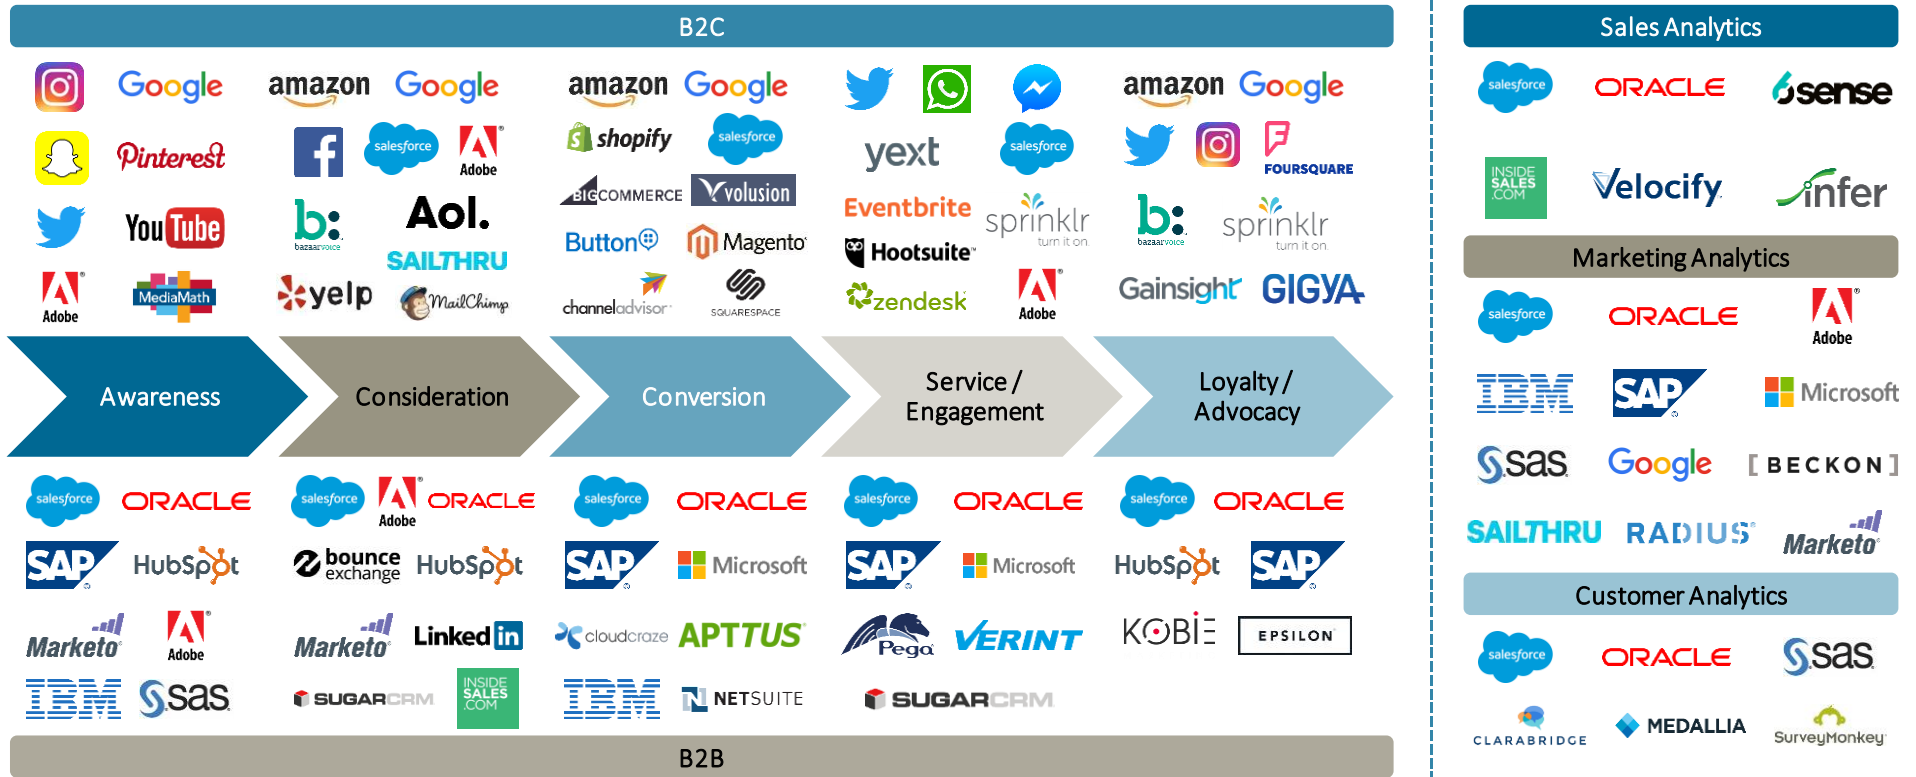 B2C
Google
Pinterest
YouTube
Adobe
MediaMath
amazon
Google
salesforce
Adobe
b:
bazaarvoice
Aol.
SAILTHRU
yelp
MailChimp
amazon
Google
shopify
salesforce
BIGCOMMERCE
volusion
Button
Magento
channeladvisor
SQUARESPACE
yext
salesforce
Eventbrite
sprinklr
turn it on.
Hootsuite™
zendesk
Adobe
amazon
Google
FOURSQUARE
b:
bazaarvoice
sprinklr
turn it on.
Gainsight
GIGYA
Awareness
Consideration
Conversion
Service /
Engagement
Loyalty /
Advocacy
salesforce
ORACLE
SAP
HubSpot
Marketo
Adobe
IBM
sas
salesforce
Adobe
ORACLE
bounce
exchange
HubSpot
Marketo
Linked in
SUGARCRM
INSIDE
SALES
.COM
salesforce
ORACLE
SAP
Microsoft
cloudcraze
APTTUS
IBM
NETSUITE
salesforce
ORACLE
SAP
Microsoft
Pega
VERINT
SUGARCRM
salesforce
ORACLE
HubSpot
SAP
KOBIE
EPSILON
B2B
Sales Analytics
salesforce
ORACLE
6sense
INSIDE
SALES
.COM
Velocify
infer
Marketing Analytics
salesforce
ORACLE
Adobe
IBM
SAP
Microsoft
sas
Google
[BECKON]
SAILTHRU
RADIUS
Marketo
Customer Analytics
salesforce
ORACLE
sas
CLARABRIDGE
MEDALLIA
SurveyMonkey